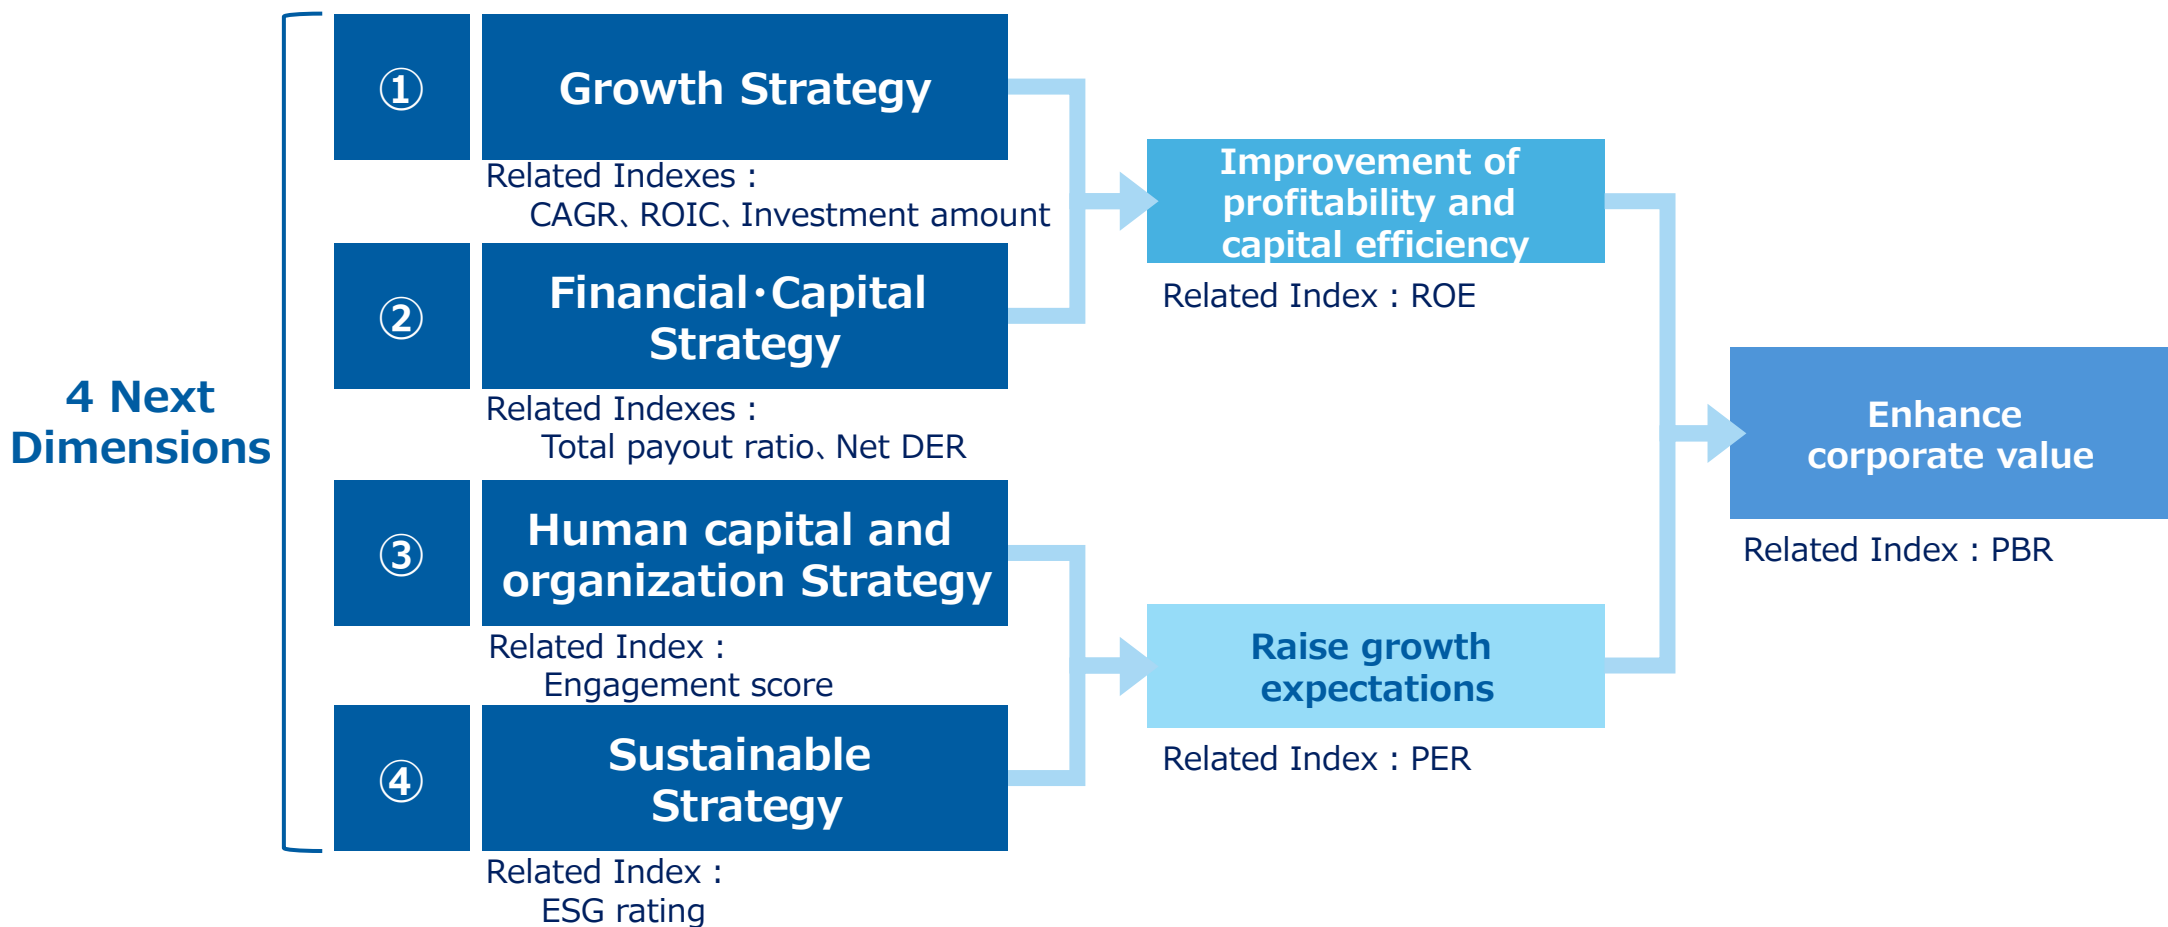 4 Next
Dimensions
①
Growth Strategy
Related Indexes :
CAGR、ROIC、Investment amount
②
Financial・Capital
Strategy
Related Indexes :
Total payout ratio、Net DER
③
Human capital and
organization Strategy
Related Index :
Engagement score
④
Sustainable
Strategy
Related Index :
ESG rating
Improvement of
profitability and
capital efficiency
Related Index : ROE
Raise growth
expectations
Related Index : PER
Enhance
corporate value
Related Index : PBR